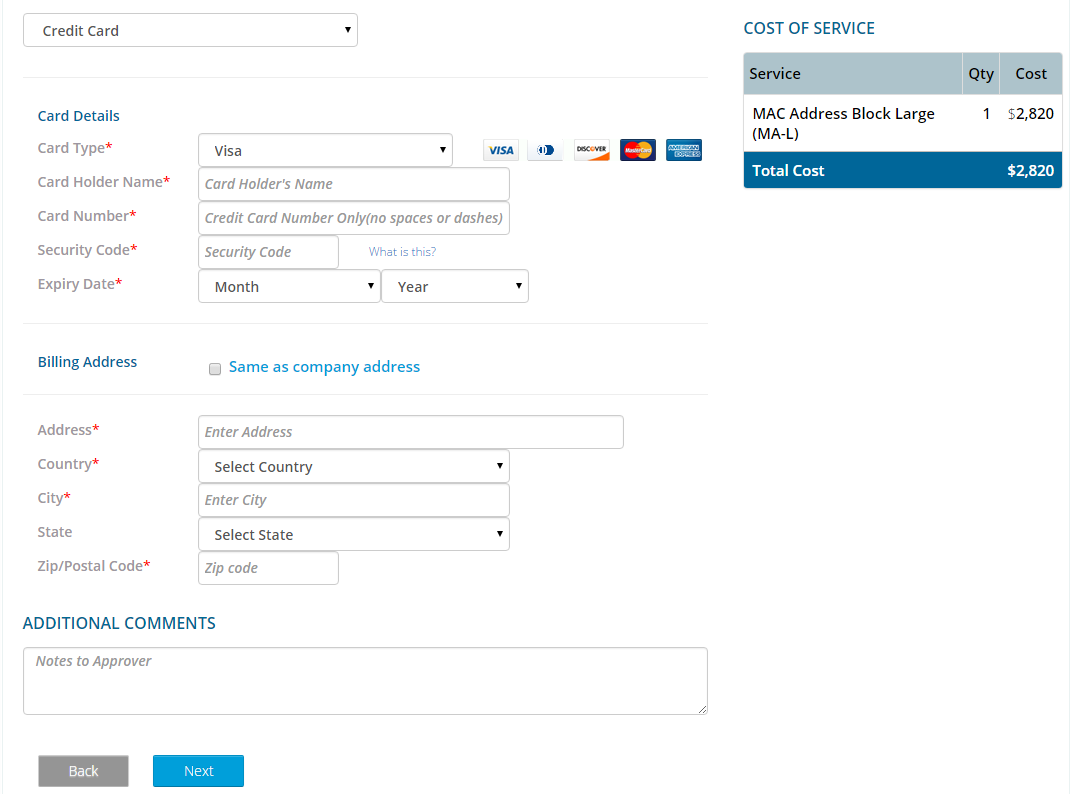 Credit Card
Card Details
Card Type* Visa VISA DISCOVER MasterCard AMERICAN EXPRESS
Card Holder Name* Card Holder's Name
Card Number* Credit Card Number Only(no spaces or dashes)
Security Code* Security Code What is this?
Expiry Date* Month Year
Billing Address Same as company address
Address* Enter Address
Country* Select Country
City* Enter City
State Select State
Zip/Postal Code* Zip code
ADDITIONAL COMMENTS
Notes to Approver
Back Next
COST OF SERVICE
Service Qty Cost
MAC Address Block Large 1 $2,820
(MA-L)
Total Cost $2,820